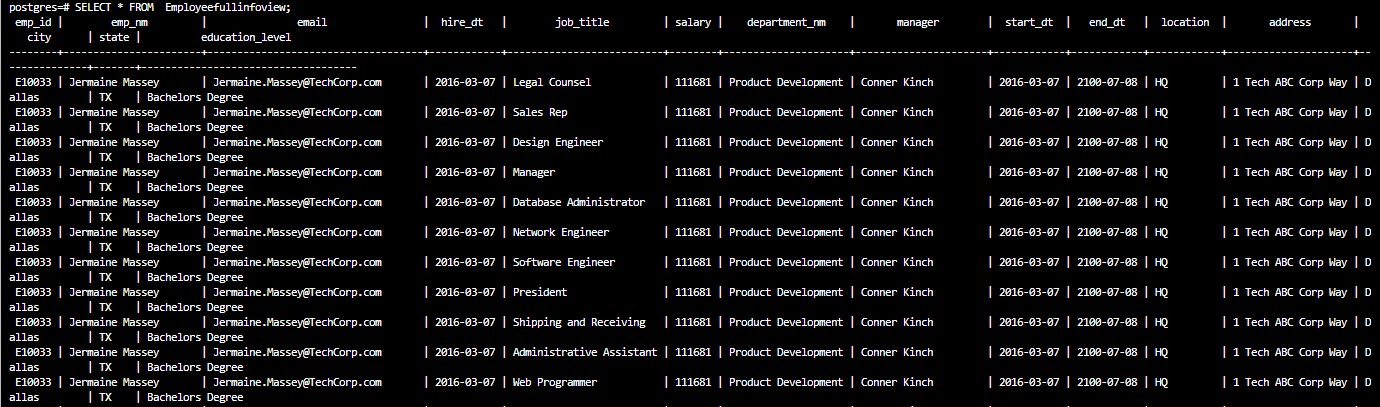 postgres=# SELECT * FROM  Employeefullinfoview;
 emp_id |        emp_nm        |               email               |  hire_dt   |       job_title       | salary |    department_nm    |      manager       |  start_dt  |   end_dt   | location |       address       |
   city       | state |         education_level
--------+----------------------+-----------------------------------+------------+-----------------------+--------+---------------------+--------------------+------------+------------+----------+---------------------+--
------------+-------+--------------------------------
 E10033 | Jermaine Massey | Jermaine.Massey@TechCorp.com | 2016-03-07 | Legal Counsel | 111681 | Product Development | Conner Kinch | 2016-03-07 | 2100-07-08 | HQ | 1 Tech ABC Corp Way | D
allas | TX | Bachelors Degree
 E10033 | Jermaine Massey | Jermaine.Massey@TechCorp.com | 2016-03-07 | Sales Rep | 111681 | Product Development | Conner Kinch | 2016-03-07 | 2100-07-08 | HQ | 1 Tech ABC Corp Way | D
allas | TX | Bachelors Degree
 E10033 | Jermaine Massey | Jermaine.Massey@TechCorp.com | 2016-03-07 | Design Engineer | 111681 | Product Development | Conner Kinch | 2016-03-07 | 2100-07-08 | HQ | 1 Tech ABC Corp Way | D
allas | TX | Bachelors Degree
 E10033 | Jermaine Massey | Jermaine.Massey@TechCorp.com | 2016-03-07 | Manager | 111681 | Product Development | Conner Kinch | 2016-03-07 | 2100-07-08 | HQ | 1 Tech ABC Corp Way | D
allas | TX | Bachelors Degree
 E10033 | Jermaine Massey | Jermaine.Massey@TechCorp.com | 2016-03-07 | Database Administrator | 111681 | Product Development | Conner Kinch | 2016-03-07 | 2100-07-08 | HQ | 1 Tech ABC Corp Way | D
allas | TX | Bachelors Degree
 E10033 | Jermaine Massey | Jermaine.Massey@TechCorp.com | 2016-03-07 | Network Engineer | 111681 | Product Development | Conner Kinch | 2016-03-07 | 2100-07-08 | HQ | 1 Tech ABC Corp Way | D
allas | TX | Bachelors Degree
 E10033 | Jermaine Massey | Jermaine.Massey@TechCorp.com | 2016-03-07 | Software Engineer | 111681 | Product Development | Conner Kinch | 2016-03-07 | 2100-07-08 | HQ | 1 Tech ABC Corp Way | D
allas | TX | Bachelors Degree
 E10033 | Jermaine Massey | Jermaine.Massey@TechCorp.com | 2016-03-07 | President | 111681 | Product Development | Conner Kinch | 2016-03-07 | 2100-07-08 | HQ | 1 Tech ABC Corp Way | D
allas | TX | Bachelors Degree
 E10033 | Jermaine Massey | Jermaine.Massey@TechCorp.com | 2016-03-07 | Shipping and Receiving | 111681 | Product Development | Conner Kinch | 2016-03-07 | 2100-07-08 | HQ | 1 Tech ABC Corp Way | D
allas | TX | Bachelors Degree
 E10033 | Jermaine Massey | Jermaine.Massey@TechCorp.com | 2016-03-07 | Administrative Assistant | 111681 | Product Development | Conner Kinch | 2016-03-07 | 2100-07-08 | HQ | 1 Tech ABC Corp Way | D
allas | TX | Bachelors Degree
 E10033 | Jermaine Massey | Jermaine.Massey@TechCorp.com | 2016-03-07 | Web Programmer | 111681 | Product Development | Conner Kinch | 2016-03-07 | 2100-07-08 | HQ | 1 Tech ABC Corp Way | D
allas | TX | Bachelors Degree